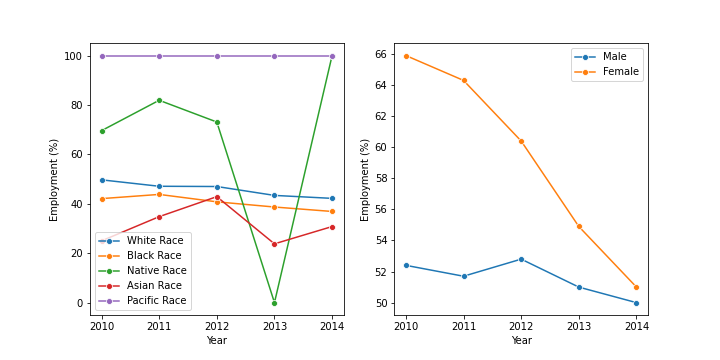 100
80
60
40
20
0
Employment (%)
White Race
Black Race
Native Race
Asian Race
Pacific Race
2010 2011 2012 2013 2014
Year
66
64
62
60
58
56
54
52
50
Employment (%)
Male
Female
2010 2011 2012 2013 2014
Year